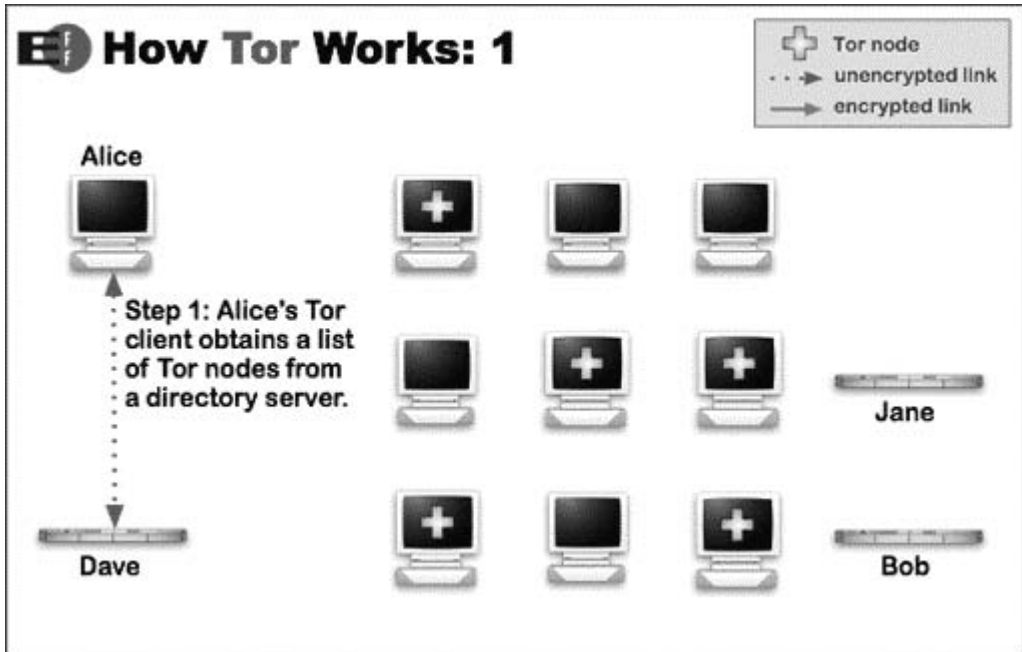 EFF How Tor Works: 1
Tor node
unencrypted link
encrypted link
Alice
Step 1: Alice's Tor
client obtains a list
of Tor nodes from
a directory server.
Jane
Dave
Bob